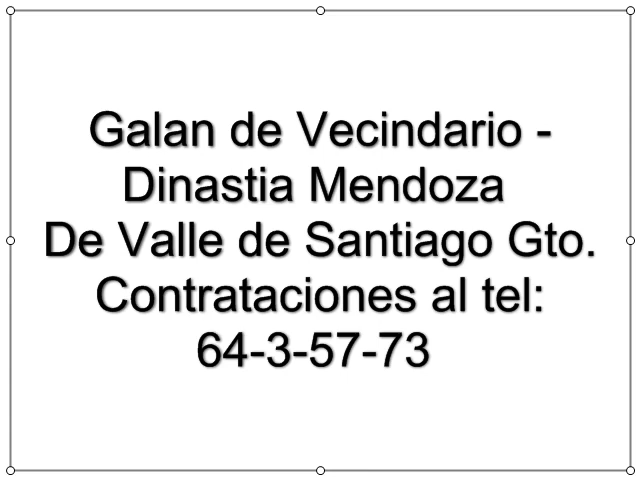 Galan de Vecindario -
Dinastia Mendoza
De Valle de Santiago Gto.
Contrataciones al tel:
64-3-57-73